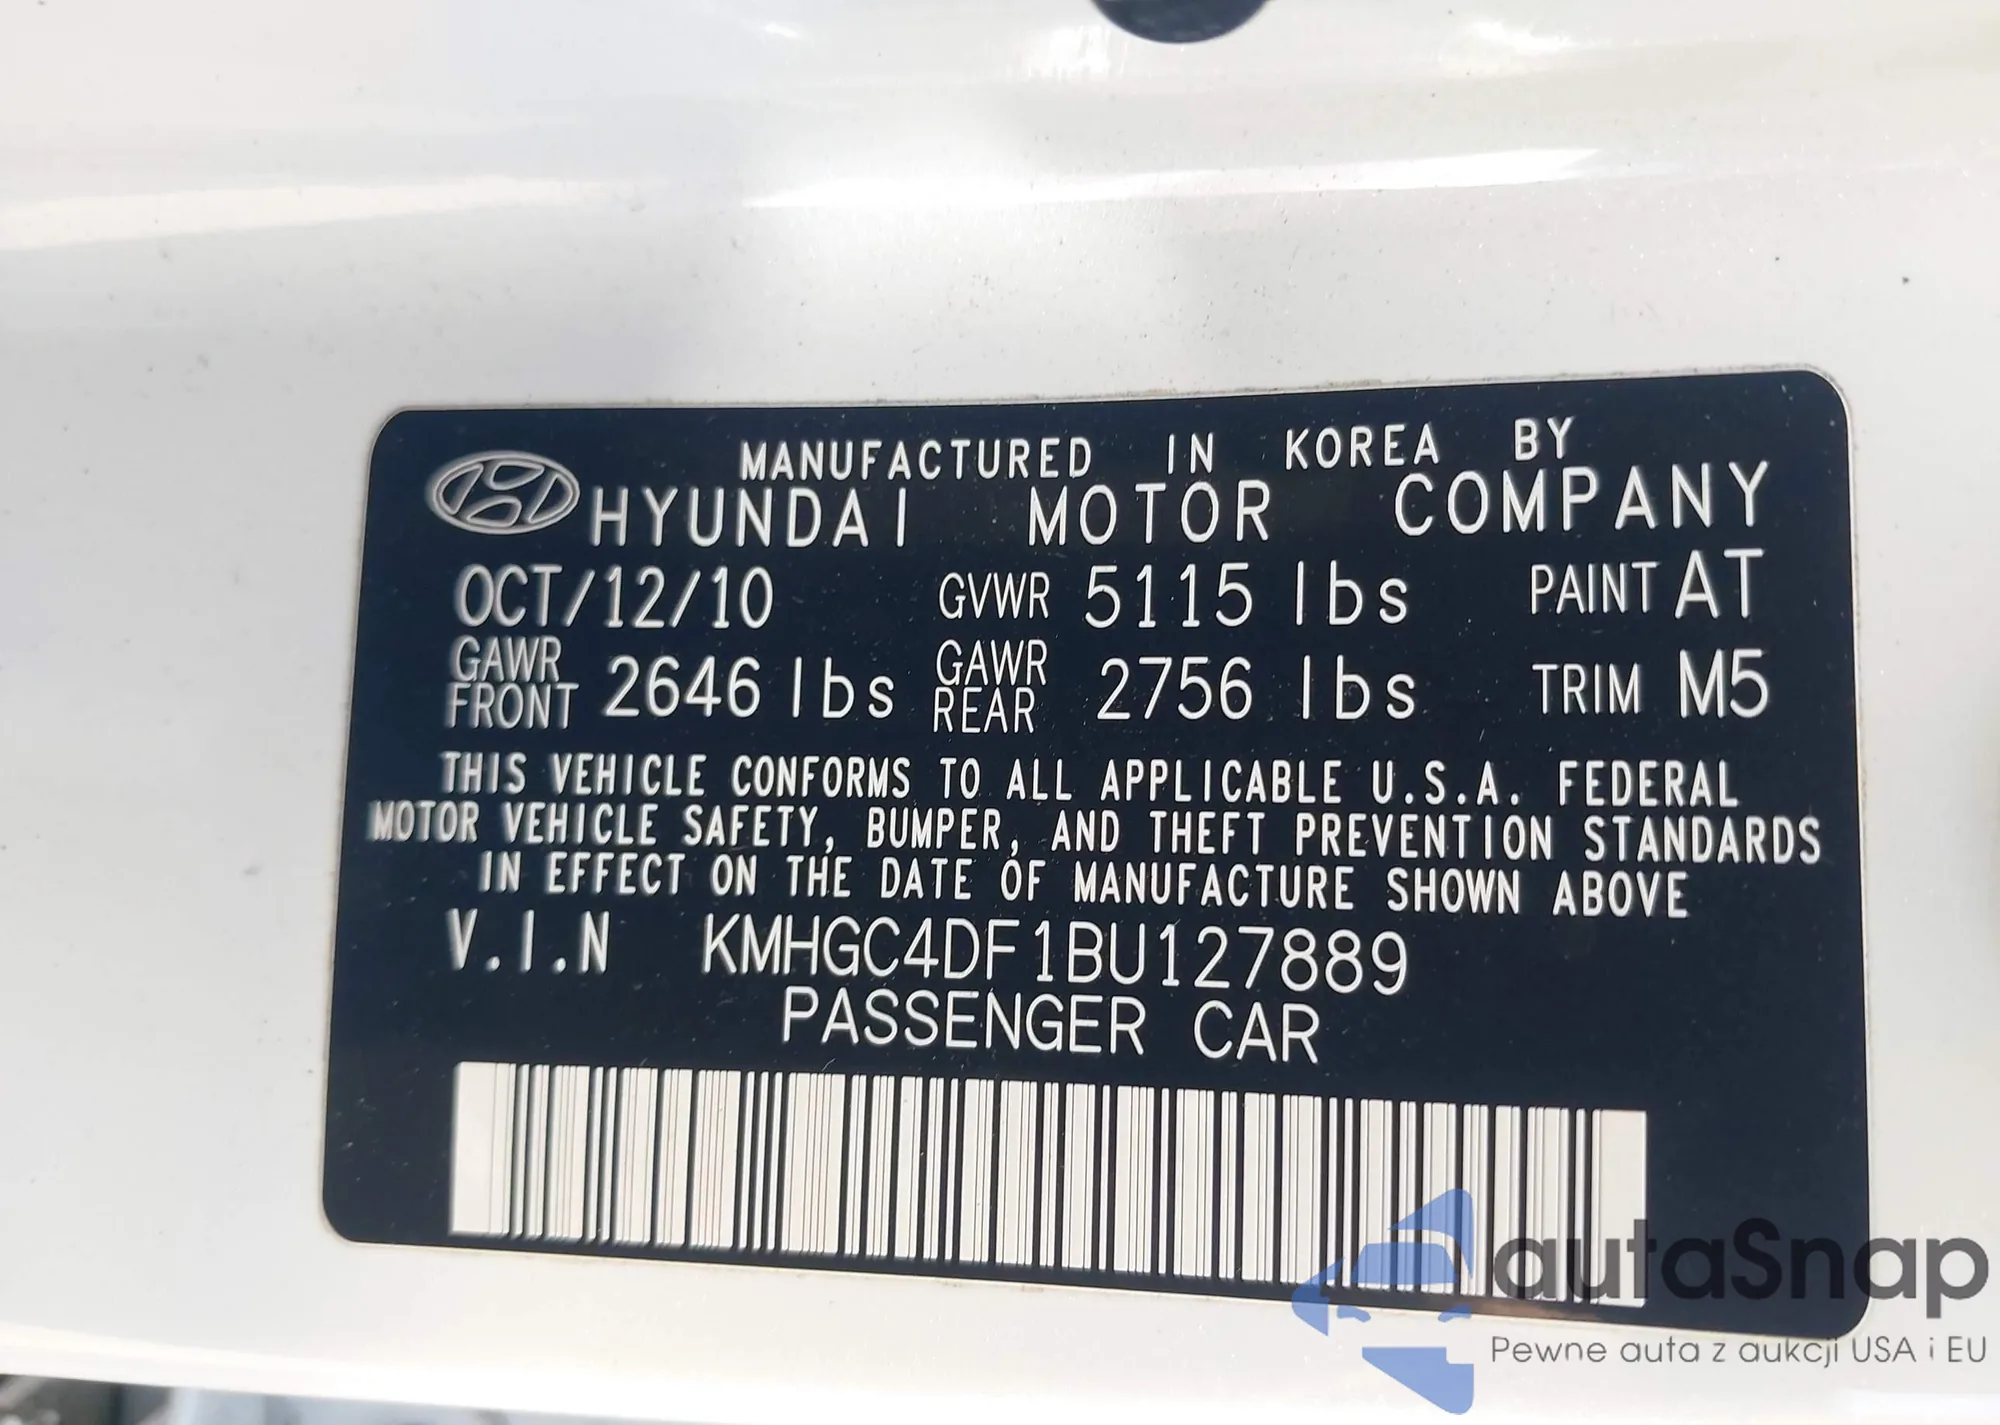 MANUFACTURED IN KOREA BY
HYUNDAI MOTOR COMPANY
OCT/12/10 GVWR 5115 lbs PAINT AT
GAWR FRONT 2646 lbs GAWR REAR 2756 lbs TRIM M5
THIS VEHICLE CONFORMS TO ALL APPLICABLE U.S.A. FEDERAL
MOTOR VEHICLE SAFETY, BUMPER, AND THEFT PREVENTION STANDARDS
IN EFFECT ON THE DATE OF MANUFACTURE SHOWN ABOVE
V.I.N KMHGC4DF1BU127889
PASSENGER CAR
autaSnap
Pewne auta z aukcji USA i EU